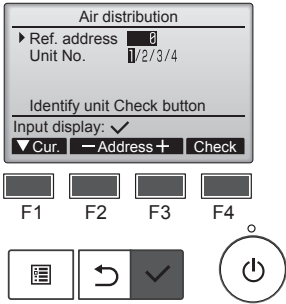 Air distribution
Ref. address 0
Unit No. 1/2/3/4
Identify unit Check button
Input display: ✓
▼Cur. －Address＋ Check
F1 F2 F3 F4